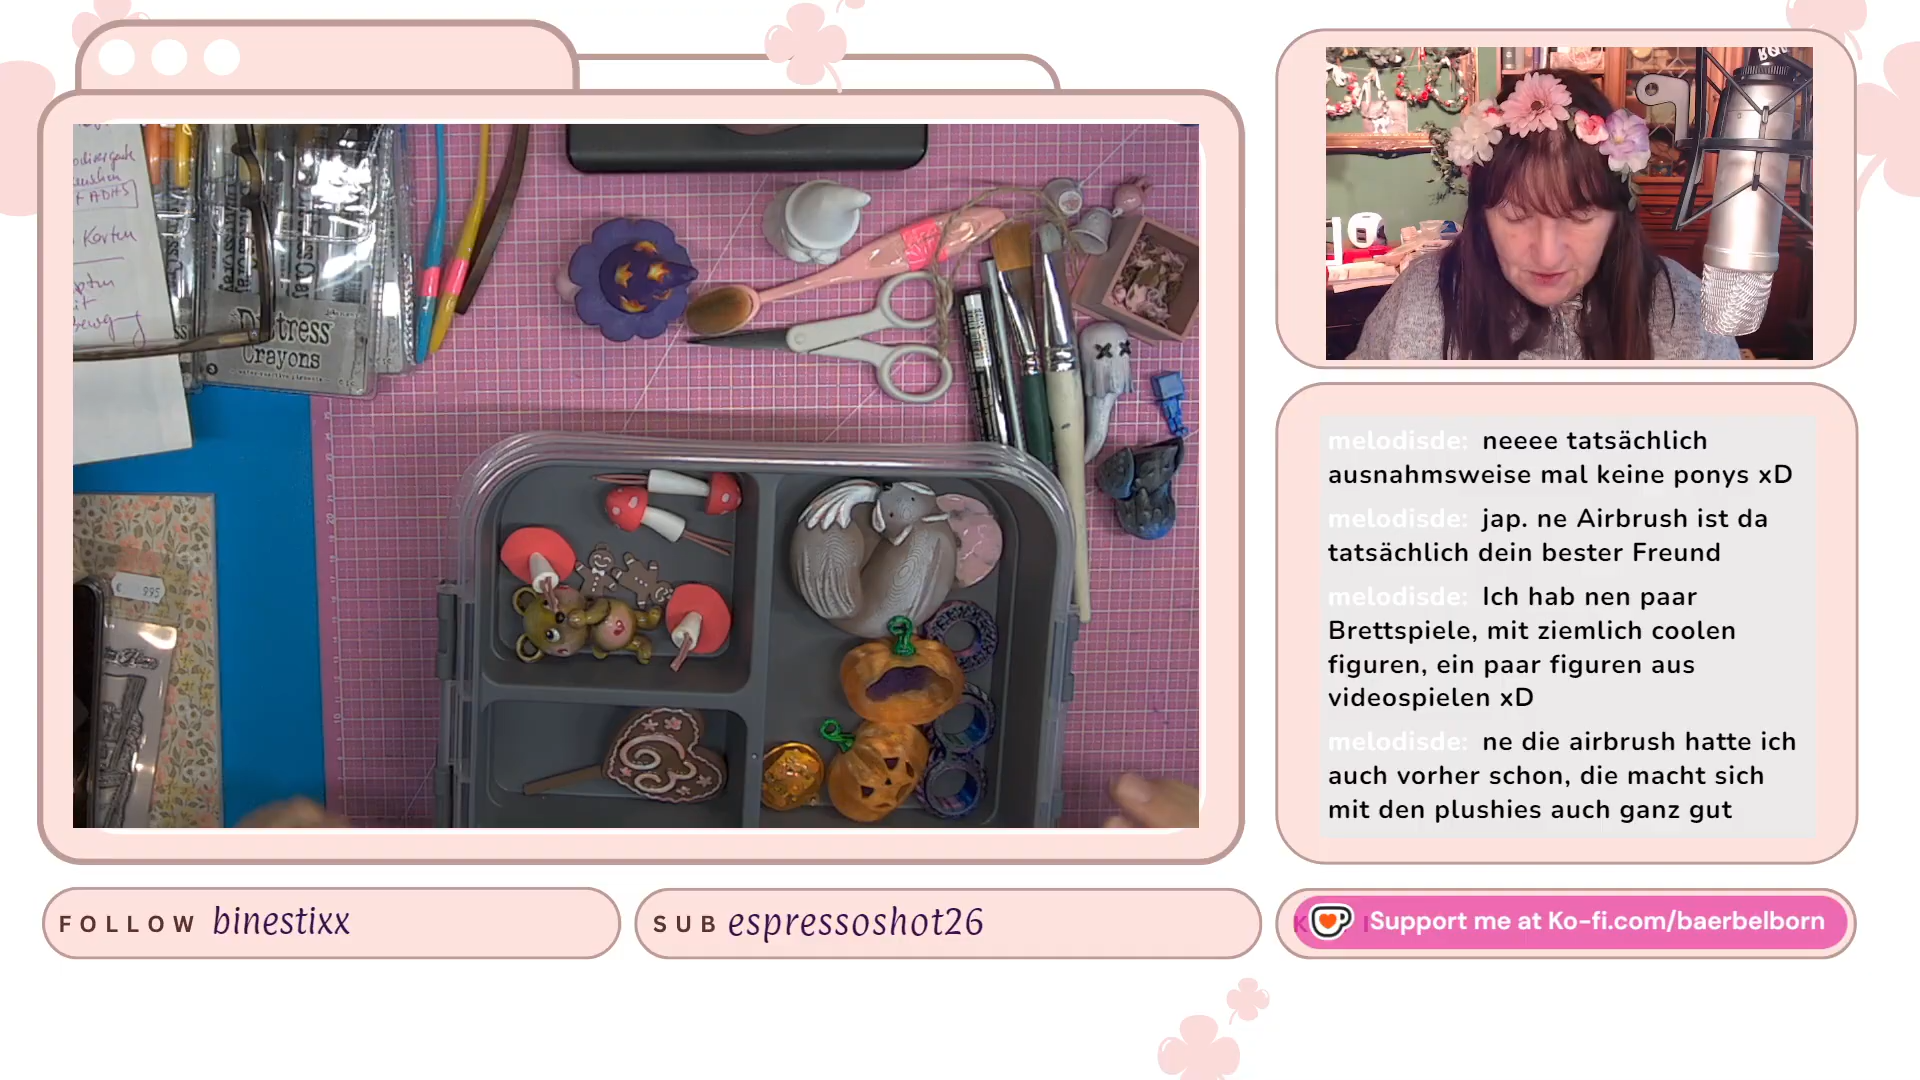 Karten
Distress
Crayons
€ 995
melodisde: neeee tatsächlich
ausnahmsweise mal keine ponys xD
melodisde: jap. ne Airbrush ist da
tatsächlich dein bester Freund
melodisde: Ich hab nen paar
Brettspiele, mit ziemlich coolen
figuren, ein paar figuren aus
videospielen xD
melodisde: ne die airbrush hatte ich
auch vorher schon, die macht sich
mit den plushies auch ganz gut
FOLLOW binestixx
SUB espressoshot26
Support me at Ko-fi.com/baerbelborn